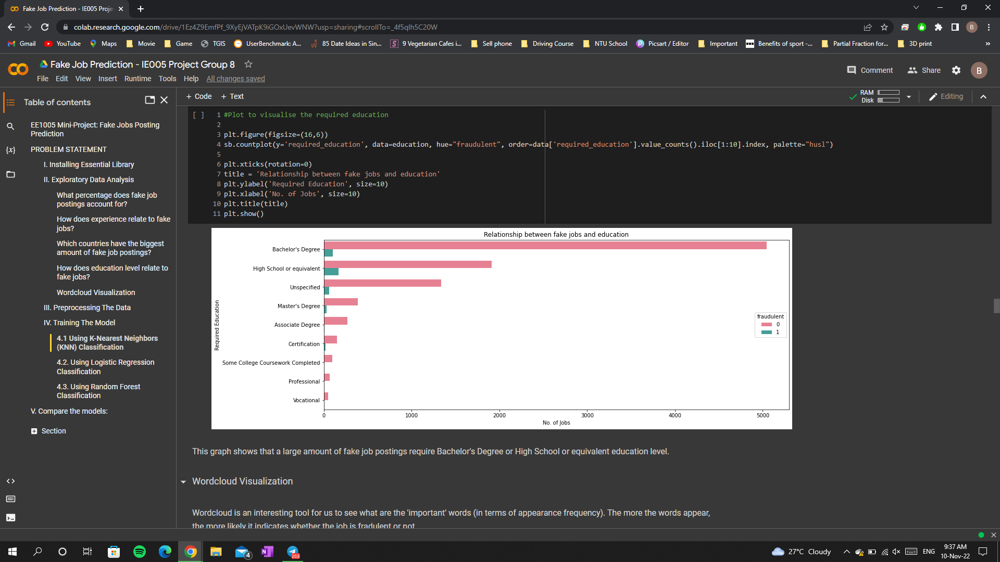 Fake Job Prediction - IE005 Proje
colab.research.google.com/drive/1Ez4Z9EmfPf_9XyEjVATpK9iGOxUevWNW?usp=sharing#scrollTo=_4f5qlh5C20W
B
Gmail YouTube Maps Movie Game TGIS UserBenchmark: A... 85 Date Ideas in Sin... 9 Vegetarian Cafes i... Sell phone Driving Course NTU School Picsart / Editor Important Benefits of sport -... Partial Fraction for... 3D print »
Fake Job Prediction - IE005 Project Group 8
Comment Share B
File Edit View Insert Runtime Tools Help All changes saved
Table of contents
+ Code + Text
RAM
Disk
Editing
EE1005 Mini-Project: Fake Jobs Posting
Prediction
PROBLEM STATEMENT
I. Installing Essential Library
II. Exploratory Data Analysis
What percentage does fake job
postings account for?
How does experience relate to fake
jobs?
Which countries have the biggest
amount of fake job postings?
How does education level relate to
fake jobs?
Wordcloud Visualization
III. Preprocessing The Data
IV. Training The Model
4.1 Using K-Nearest Neighbors
(KNN) Classification
4.2. Using Logistic Regression
Classification
4.3. Using Random Forest
Classification
V. Compare the models:
Section
{x}
[ ]
1 #Plot to visualise the required education
2
3 plt.figure(figsize=(16,6))
4 sb.countplot(y='required_education', data=education, hue="fraudulent", order=data['required_education'].value_counts().iloc[1:10].index, palette="husl")
5
6 plt.xticks(rotation=0)
7 title = 'Relationship between fake jobs and education'
8 plt.ylabel('Required Education', size=10)
9 plt.xlabel('No. of Jobs', size=10)
10 plt.title(title)
11 plt.show()
Relationship between fake jobs and education
Required Education
Bachelor's Degree
High School or equivalent
Unspecified
Master's Degree
Associate Degree
Certification
Some College Coursework Completed
Professional
Vocational
fraudulent
0
1
0 1000 2000 3000 4000 5000
No. of Jobs
This graph shows that a large amount of fake job postings require Bachelor's Degree or High School or equivalent education level.
Wordcloud Visualization
Wordcloud is an interesting tool for us to see what are the 'important' words (in terms of appearance frequency). The more the words appear,
the more likely it indicates whether the job is fradulent or not
4
N
203
27°C Cloudy
ENG
9:37 AM
10-Nov-22